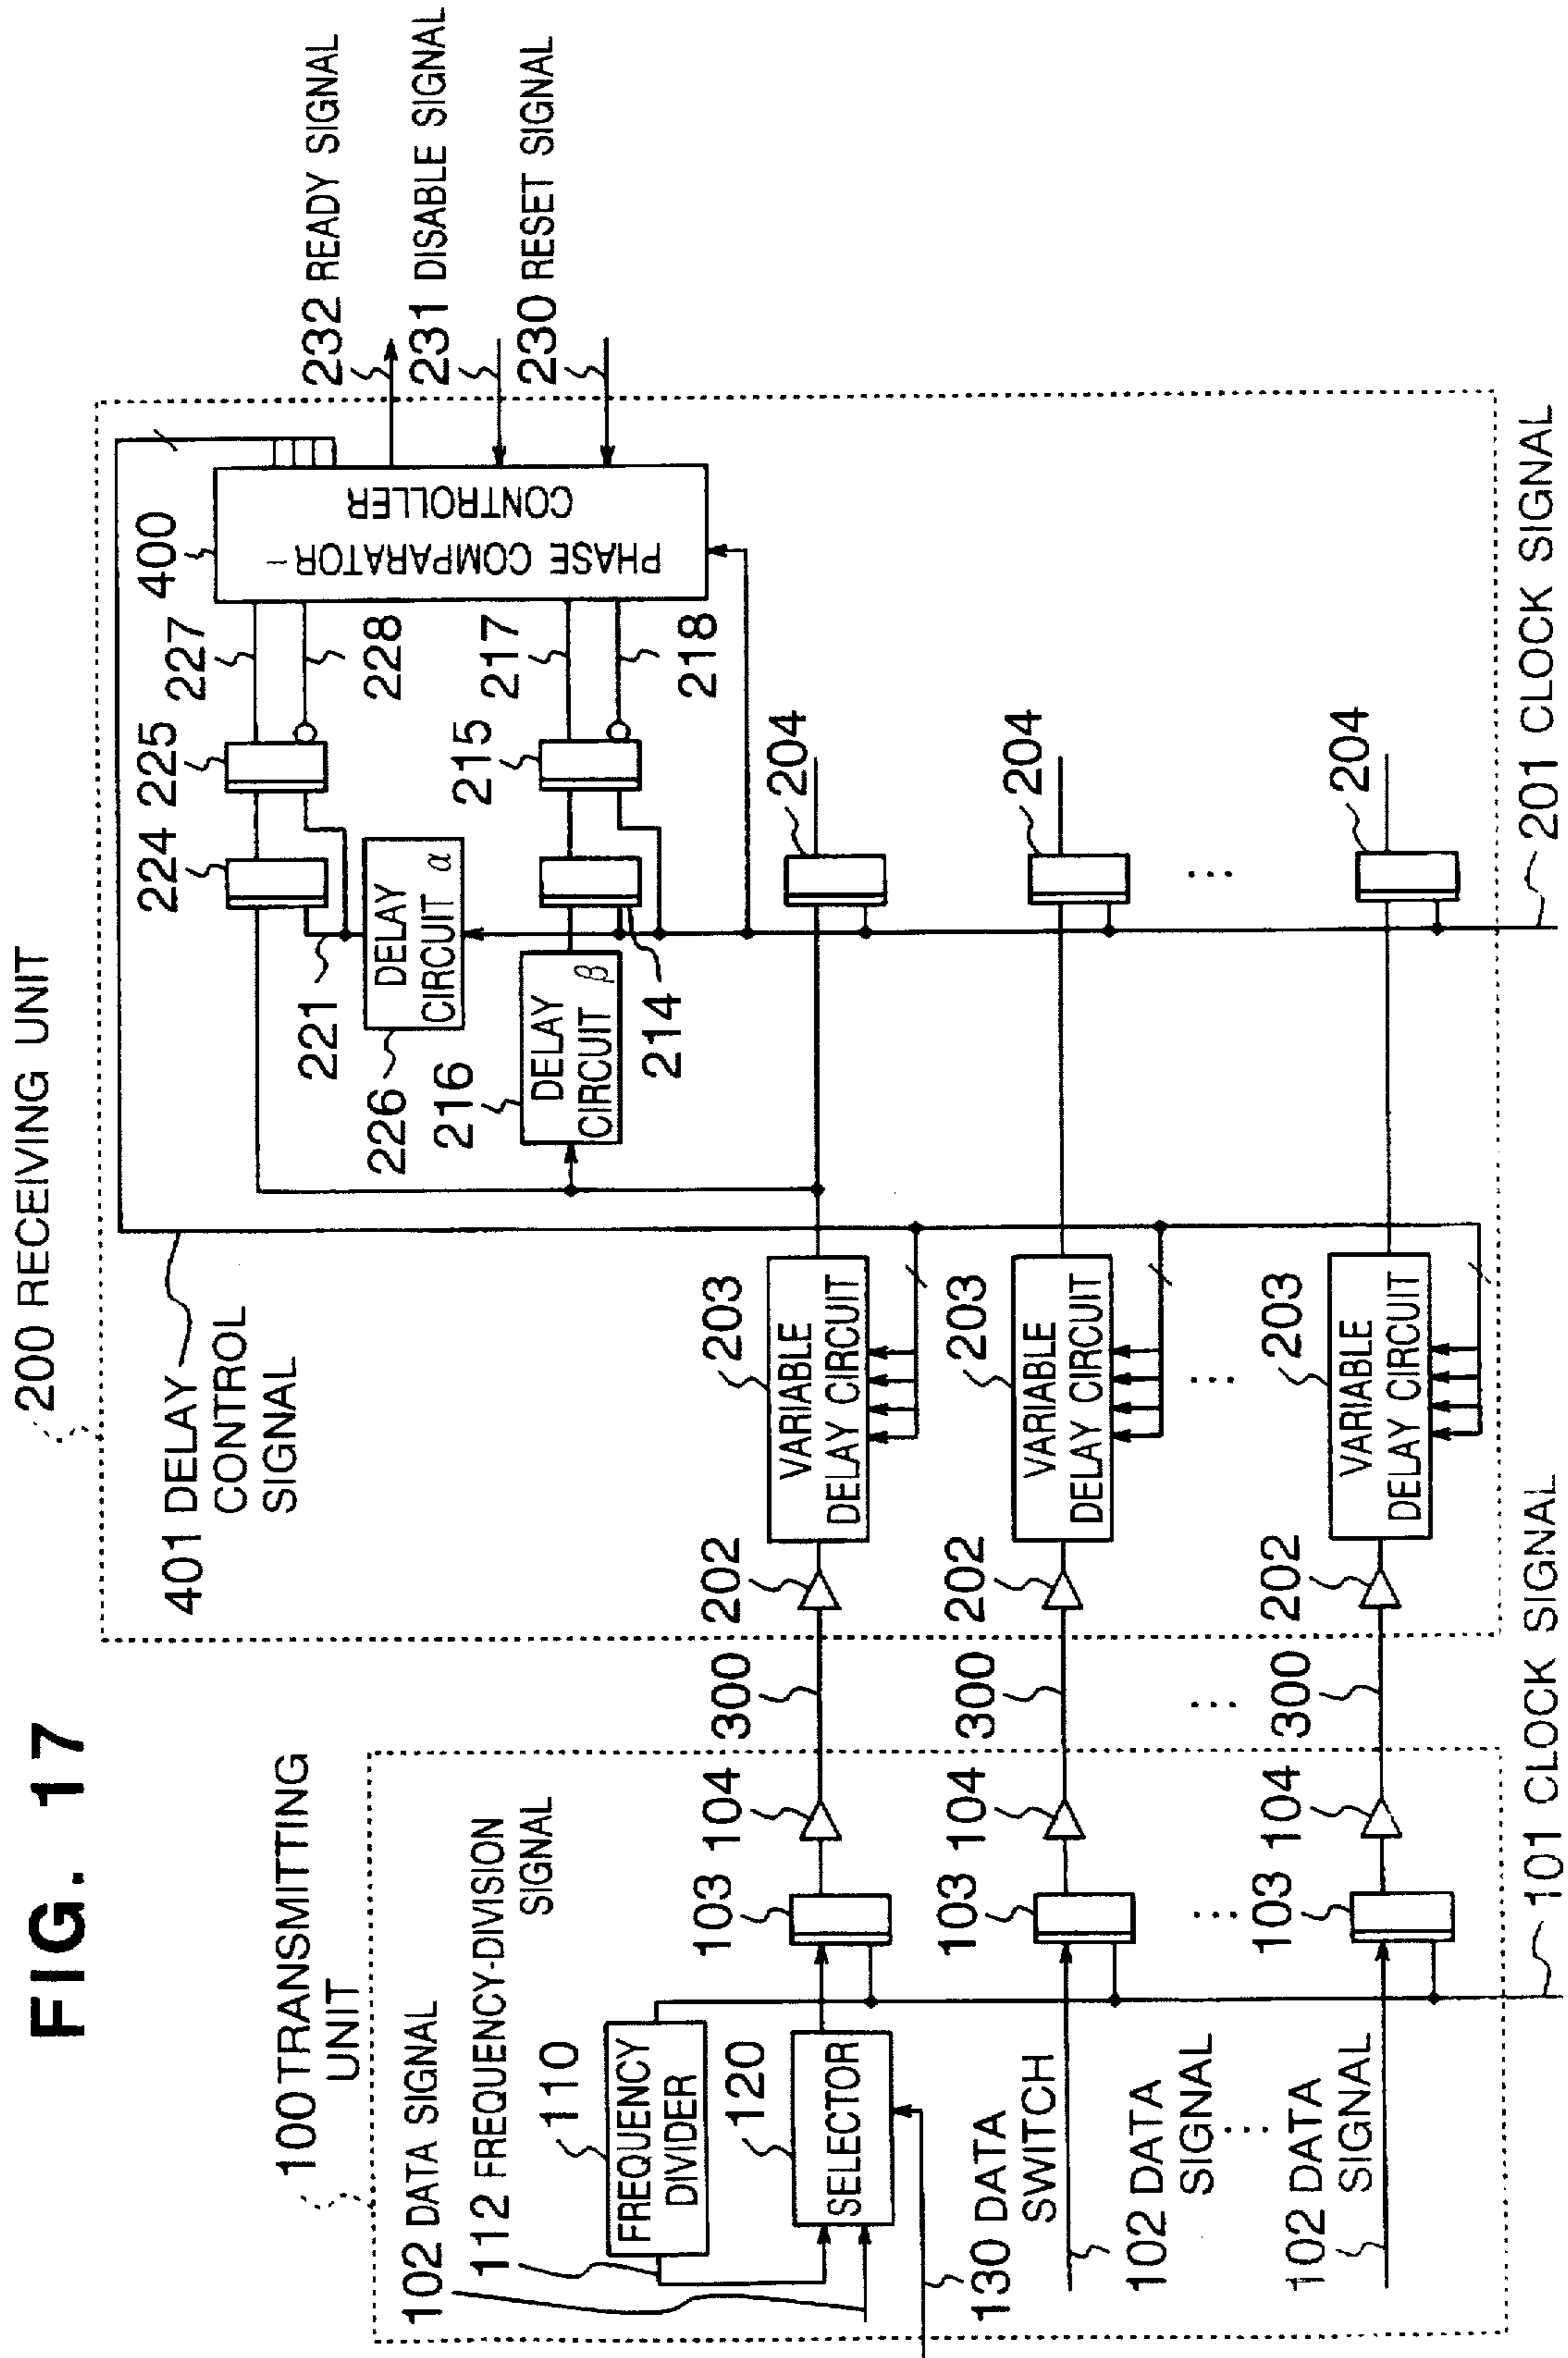 FIG. 17
100 TRANSMITTING
UNIT
102 DATA SIGNAL
112 FREQUENCY-DIVISION
SIGNAL
110
FREQUENCY
DIVIDER
120
SELECTOR
130 DATA
SWITCH
102 DATA
SIGNAL
...
102 DATA
SIGNAL
103
103
...
103
104
104
104
101 CLOCK SIGNAL
300
300
...
300
200 RECEIVING UNIT
401 DELAY
CONTROL
SIGNAL
202
202
202
203
VARIABLE
DELAY CIRCUIT
203
VARIABLE
DELAY CIRCUIT
...
203
VARIABLE
DELAY CIRCUIT
221
226
DELAY
CIRCUIT α
216
DELAY
CIRCUIT β
214
224
225
215
227
228
217
218
400
PHASE COMPARATOR-
CONTROLLER
204
204
...
204
201 CLOCK SIGNAL
232 READY SIGNAL
231 DISABLE SIGNAL
230 RESET SIGNAL